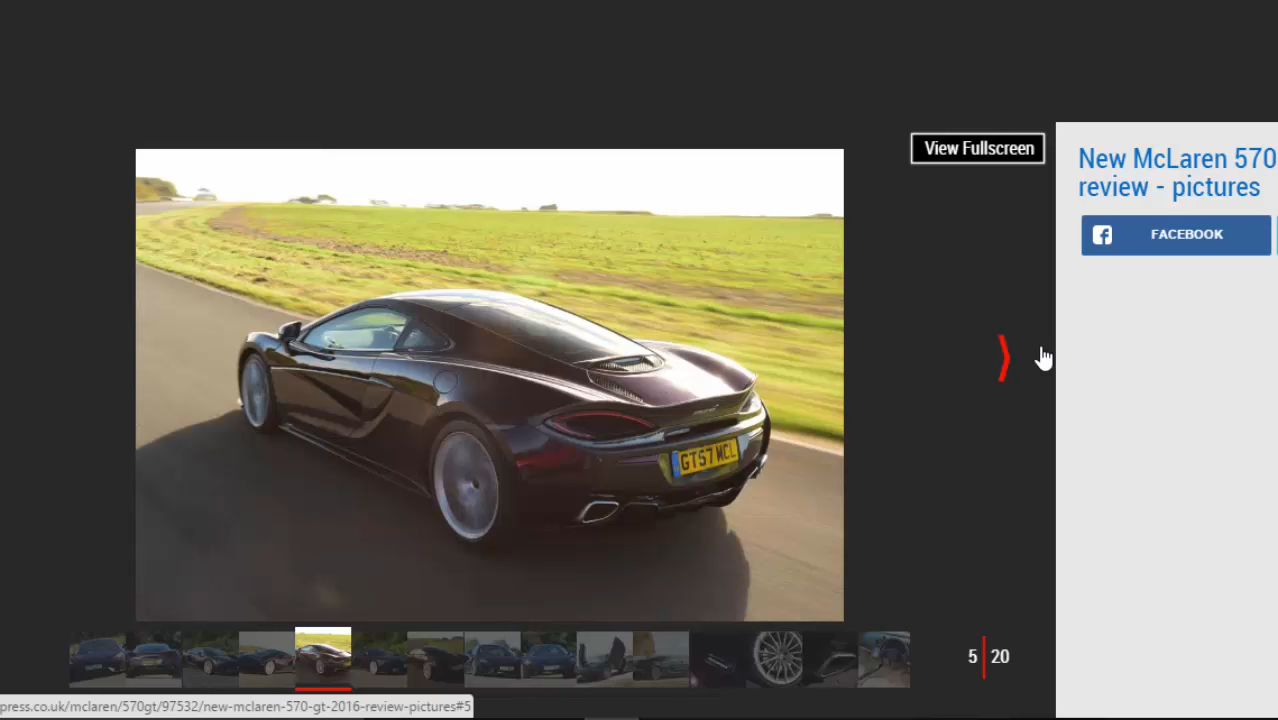 View Fullscreen
New McLaren 570
review - pictures
FACEBOOK
GT57 MCL
5 20
press.co.uk/mclaren/570gt/97532/new-mclaren-570-gt-2016-review-pictures#5